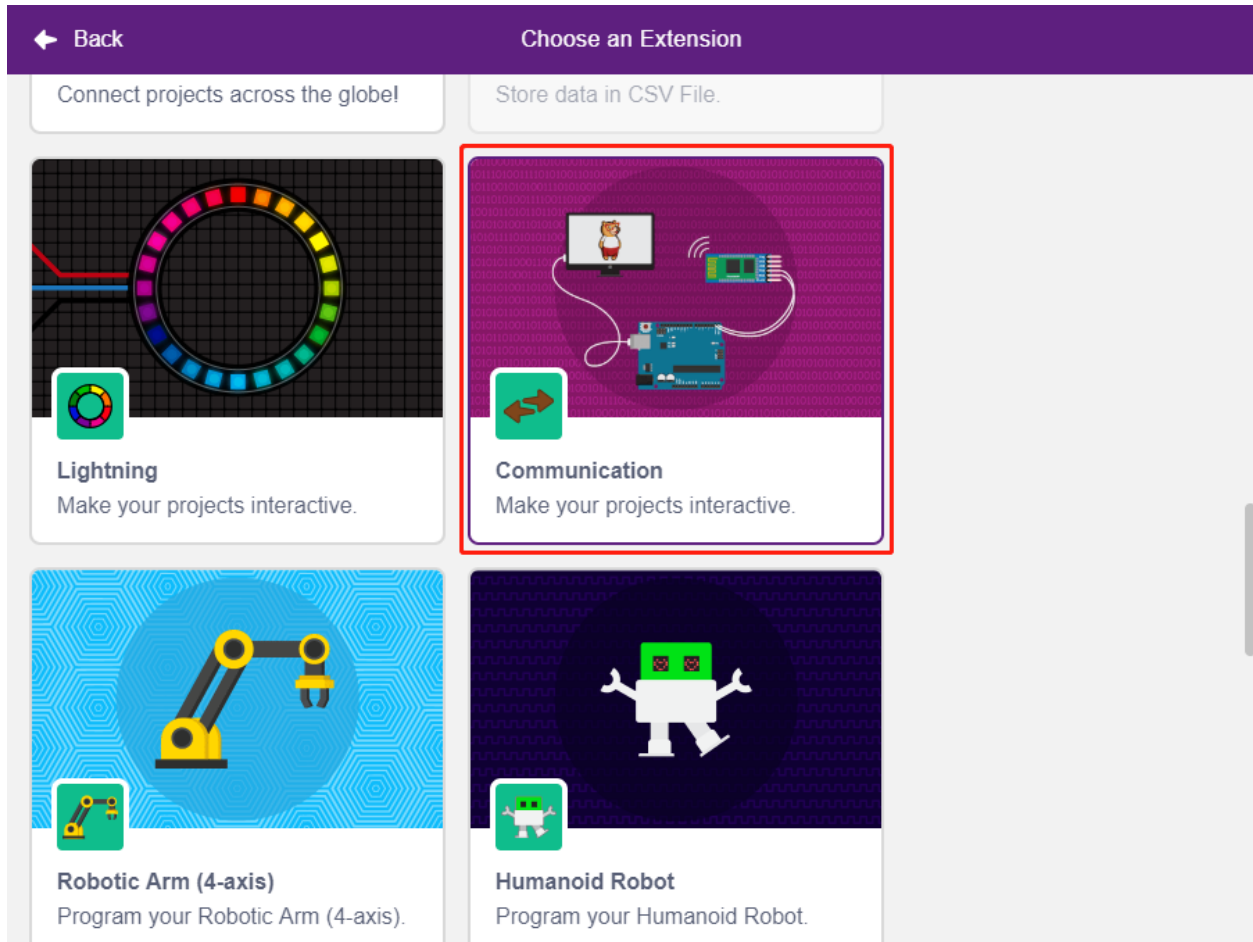 Back
Choose an Extension
Connect projects across the globe!
Store data in CSV File.
Lightning
Make your projects interactive.
Communication
Make your projects interactive.
Robotic Arm (4-axis)
Program your Robotic Arm (4-axis).
Humanoid Robot
Program your Humanoid Robot.